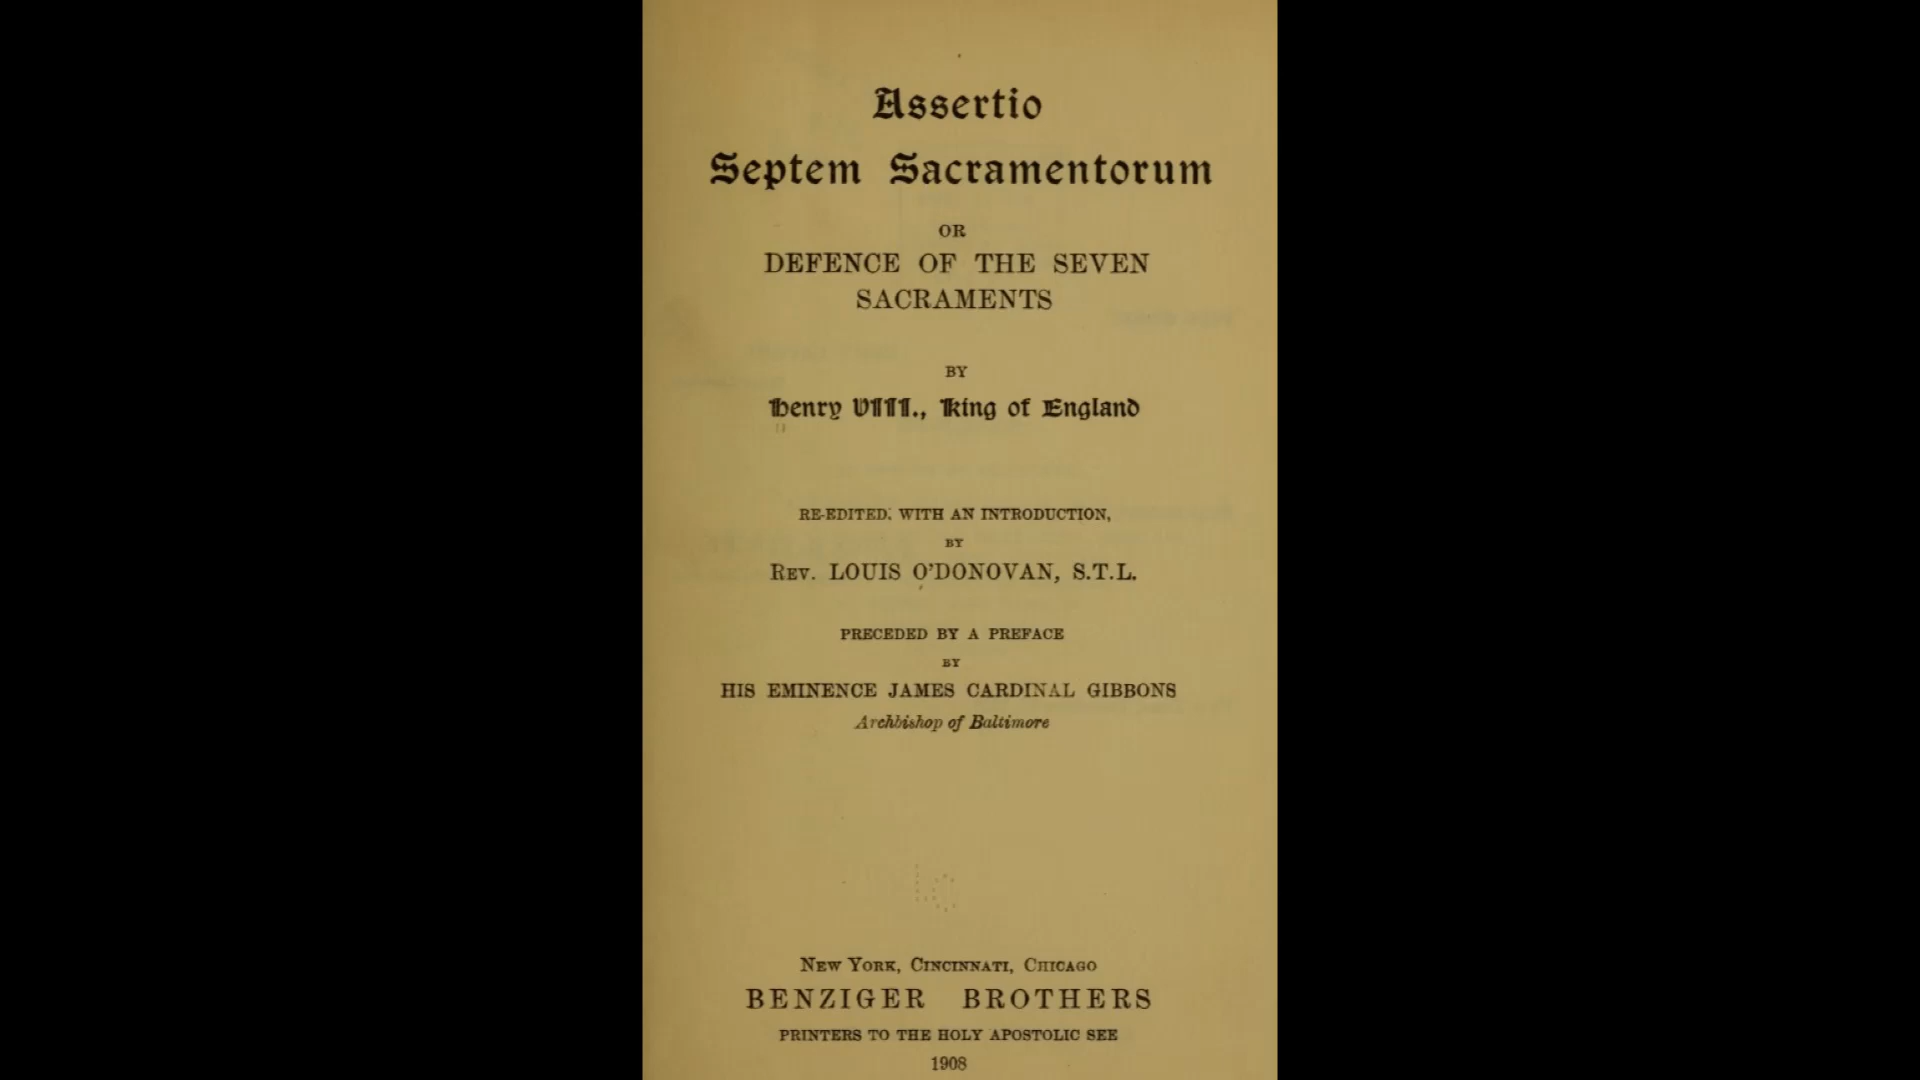 Assertio
Septem Sacramentorum
OR
DEFENCE OF THE SEVEN
SACRAMENTS
BY
Henry VIII., King of England
RE-EDITED, WITH AN INTRODUCTION,
BY
REV. LOUIS O'DONOVAN, S.T.L.
PRECEDED BY A PREFACE
BY
HIS EMINENCE JAMES CARDINAL GIBBONS
Archbishop of Baltimore
NEW YORK, CINCINNATI, CHICAGO
BENZIGER BROTHERS
PRINTERS TO THE HOLY APOSTOLIC SEE
1908